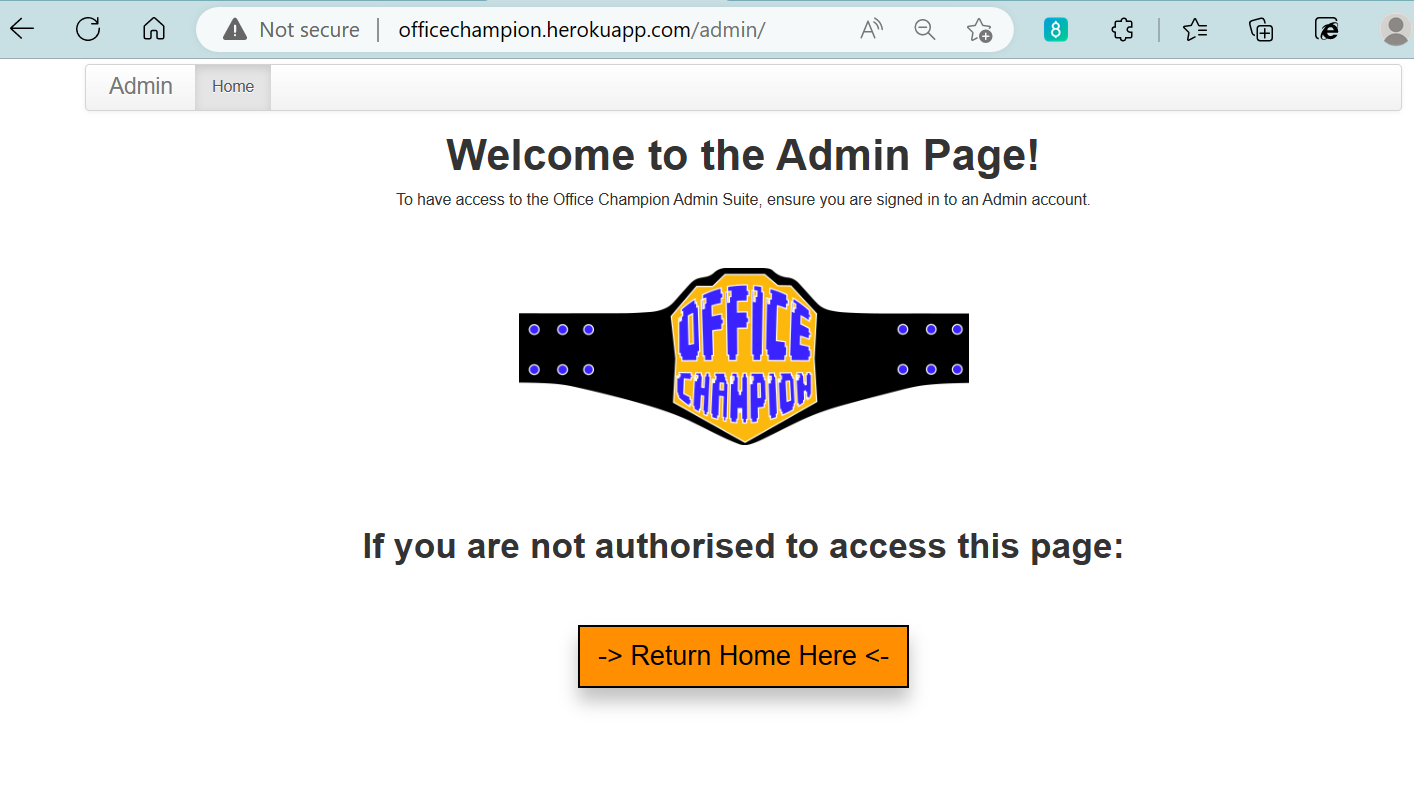 Not secure | officechampion.herokuapp.com/admin/
Admin Home
Welcome to the Admin Page!
To have access to the Office Champion Admin Suite, ensure you are signed in to an Admin account.
OFFICE
CHAMPION
If you are not authorised to access this page:
-> Return Home Here <-